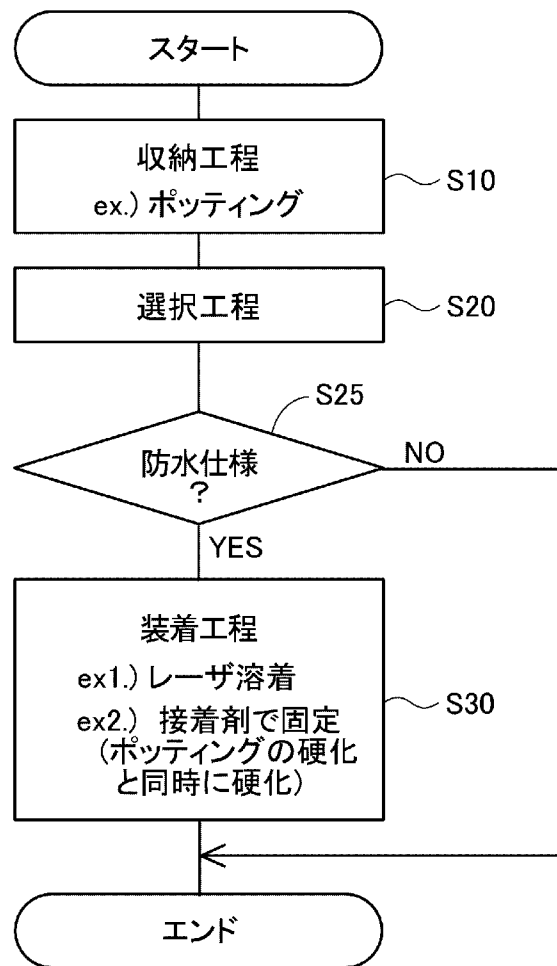 スタート
収納工程
ex.) ポッティング
S10
選択工程
S20
S25
防水仕様
?
NO
YES
装着工程
ex1.) レーザ溶着
ex2.) 接着剤で固定
(ポッティングの硬化
と同時に硬化)
S30
エンド